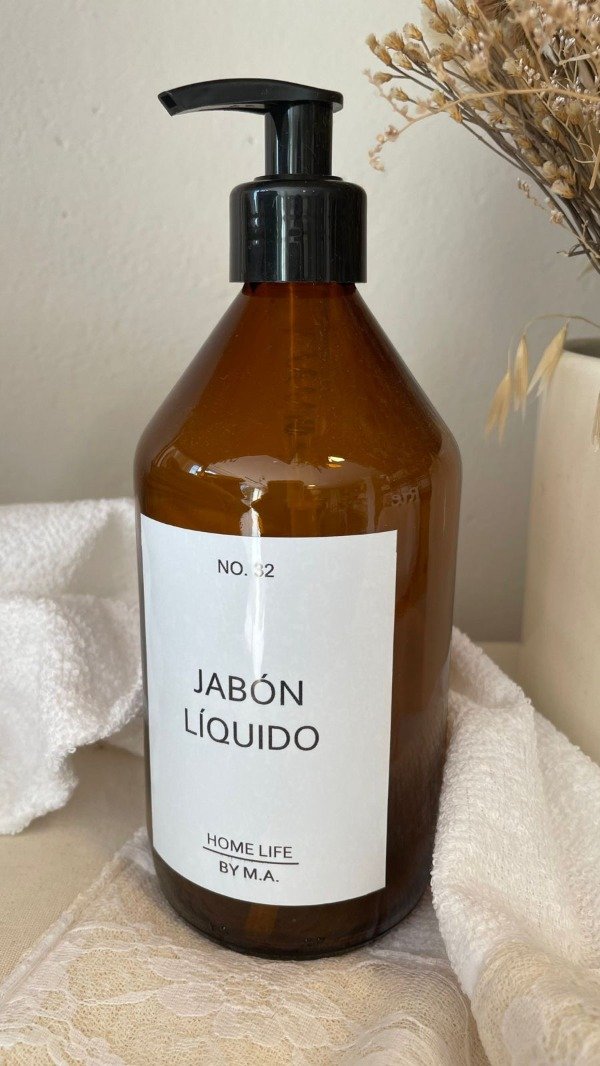 NO. 32
JABÓN
LÍQUIDO
HOME LIFE
BY M.A.